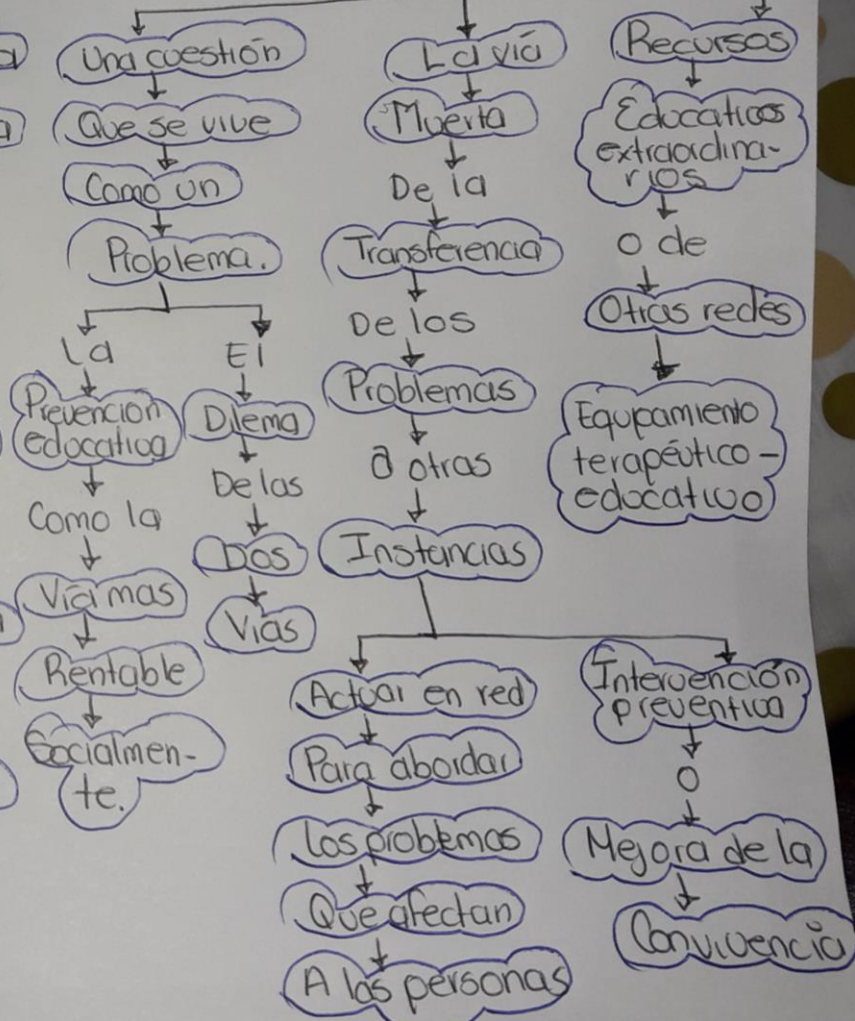 Una cuestión
Que se vive
Como un
Problema.
La
Prevención
educativa
Como la
Vía mas
Rentable
Socialmen-
te.
El
Dilema
De las
Dos
Vías
La vía
Muerta
De la
Transferencia
De los
Problemas
a otras
Instancias
Actuar en red
Para abordar
los problemas
Que afectan
A las personas
Intervención
preventiva
O
Mejora de la
Convivencia
Recursos
Educativos
extraordina-
rios
O de
Otras redes
Equpamiento
terapéutico-
educativo